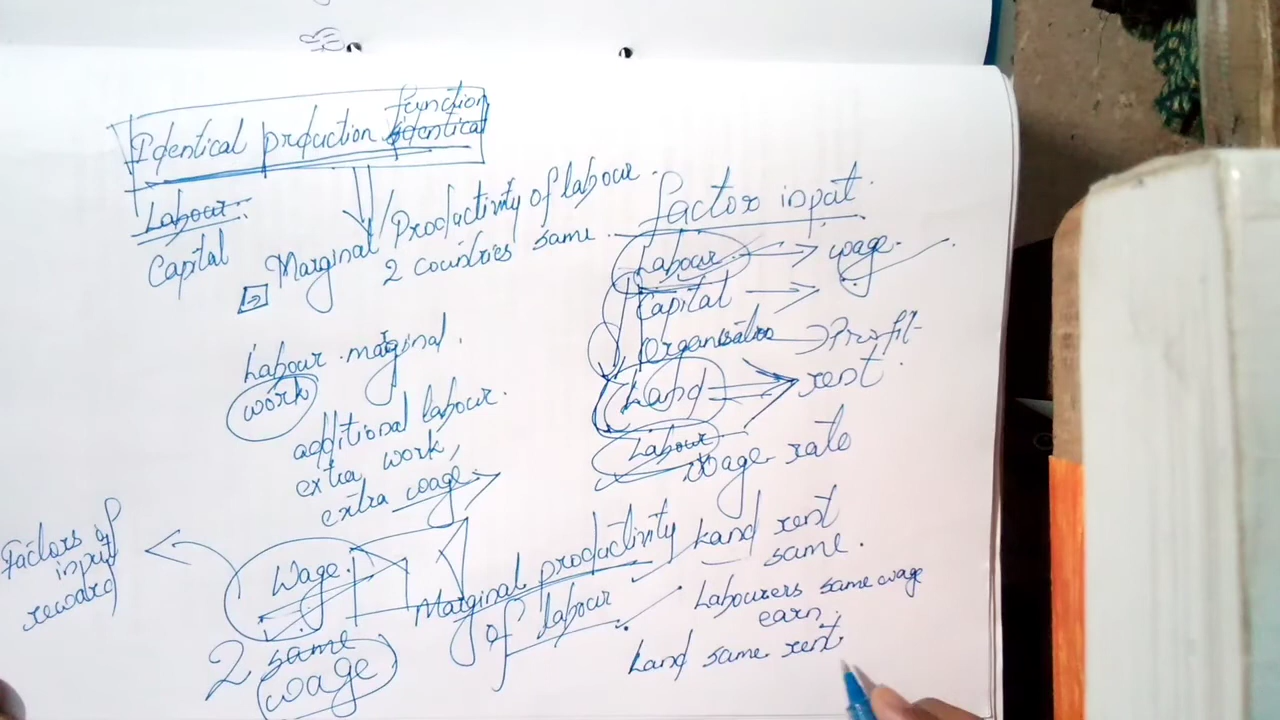 Identical production function
identical
Labour
Capital
Marginal / Productivity of labour
2 countries same
Labour marginal
work
additional labour
extra work,
extra wage
Factors of
input
reward
Wage
2 same
wage
Marginal productivity
of labour
Factor input
Labour → wage
Capital →
Organisation → Profit
Land → rent
Labour
Wage rate
Land rent
same.
Labourers same wage
earn
Land same rent